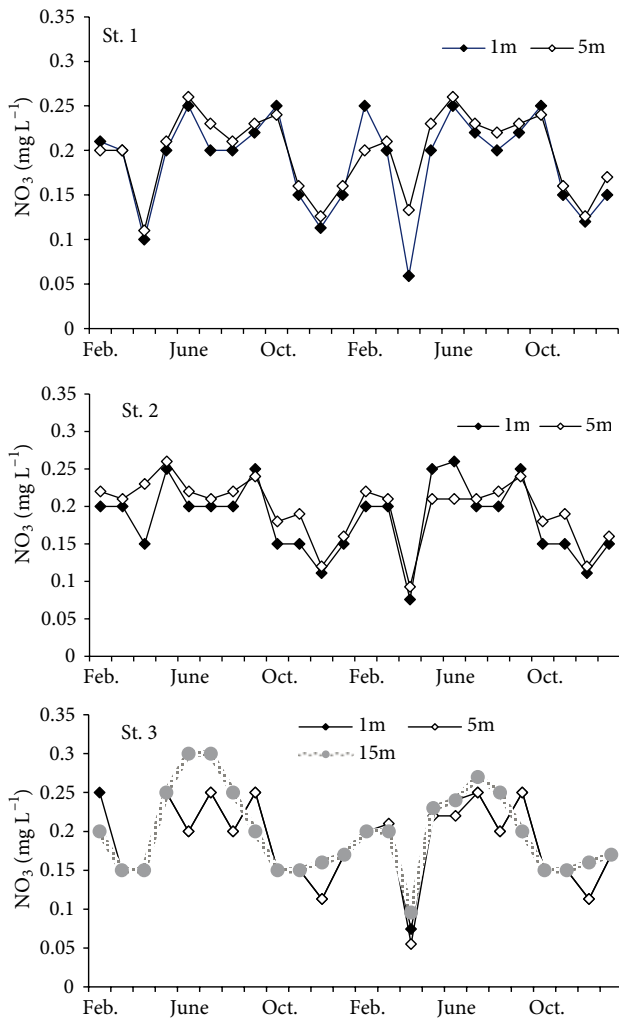 St. 1
1m 5m
NO3 (mg L−1)
0.35
0.3
0.25
0.2
0.15
0.1
0.05
0
Feb. June Oct. Feb. June Oct.
St. 2
1m 5m
NO3 (mg L−1)
0.35
0.3
0.25
0.2
0.15
0.1
0.05
0
Feb. June Oct. Feb. June Oct.
St. 3
1m 5m
15m
NO3 (mg L−1)
0.35
0.3
0.25
0.2
0.15
0.1
0.05
0
Feb. June Oct. Feb. June Oct.